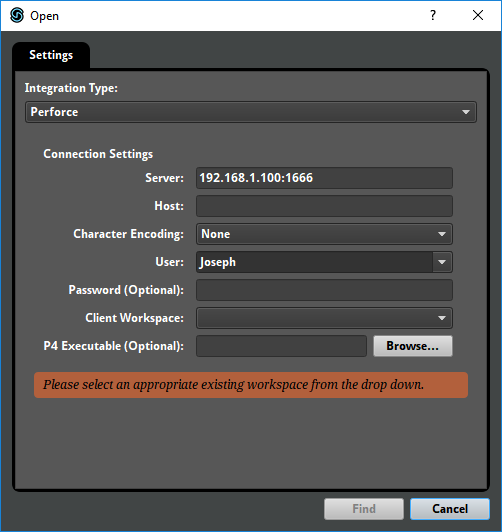 Open
?
Settings
Integration Type:
Perforce
Connection Settings
Server: 192.168.1.100:1666
Host:
Character Encoding: None
User: Joseph
Password (Optional):
Client Workspace:
P4 Executable (Optional): Browse...
Please select an appropriate existing workspace from the drop down.
Find Cancel